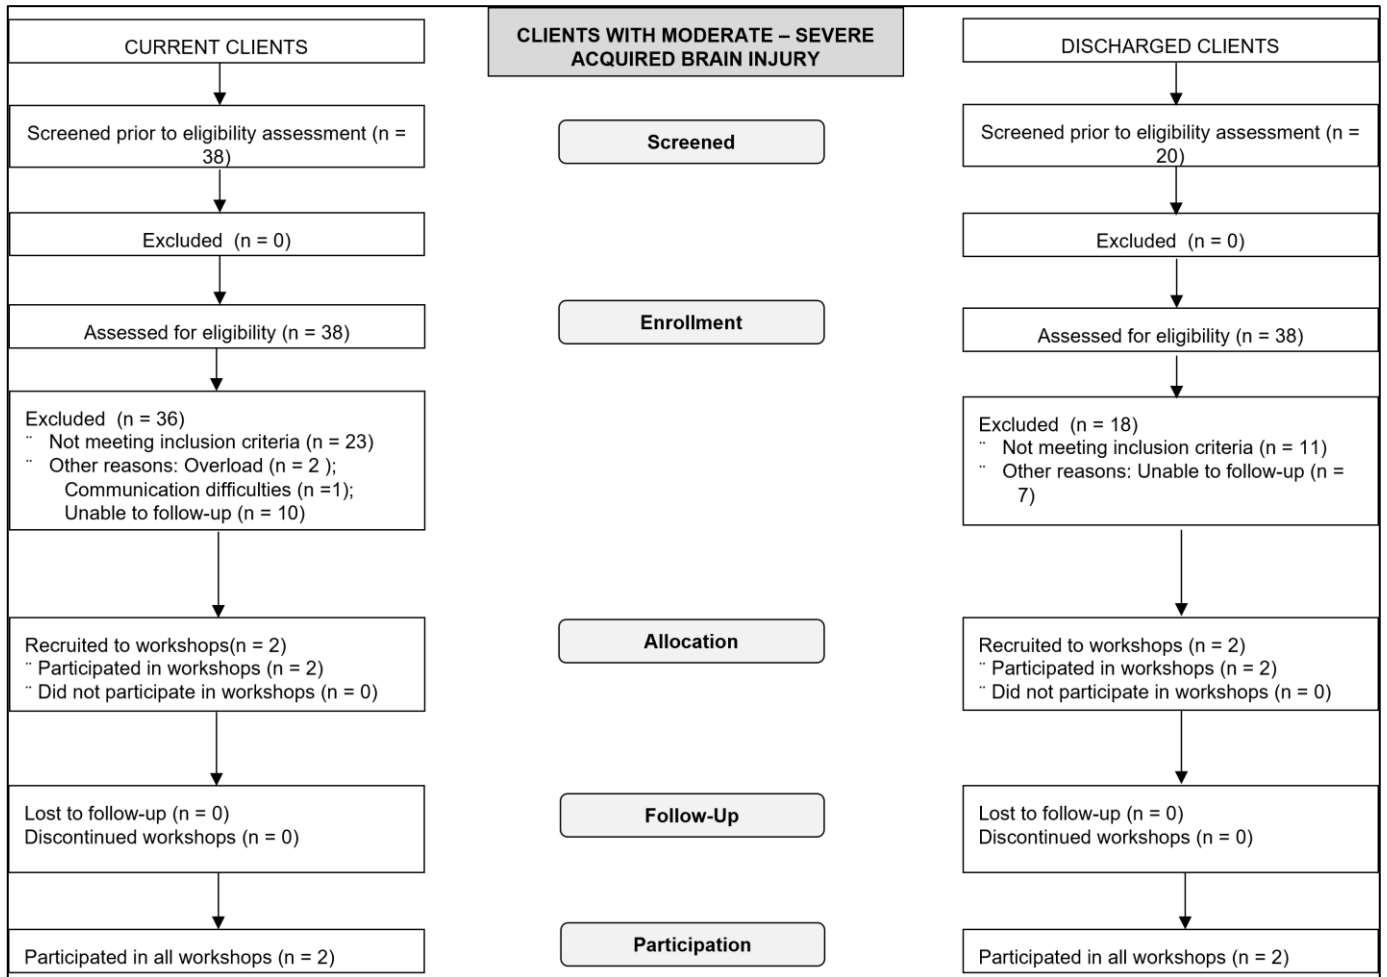 CURRENT CLIENTS
Screened prior to eligibility assessment (n =
38)
Excluded  (n = 0)
Assessed for eligibility (n = 38)
Excluded  (n = 36)
¨ Not meeting inclusion criteria (n = 23)
¨ Other reasons: Overload (n = 2 );
Communication difficulties (n =1);
Unable to follow-up (n = 10)
Recruited to workshops(n = 2)
¨ Participated in workshops (n = 2)
¨ Did not participate in workshops (n = 0)
Lost to follow-up (n = 0)
Discontinued workshops (n = 0)
Participated in all workshops (n = 2)
CLIENTS WITH MODERATE – SEVERE
ACQUIRED BRAIN INJURY
Screened
Enrollment
Allocation
Follow-Up
Participation
DISCHARGED CLIENTS
Screened prior to eligibility assessment (n =
20)
Excluded  (n = 0)
Assessed for eligibility (n = 38)
Excluded  (n = 18)
¨ Not meeting inclusion criteria (n = 11)
¨ Other reasons: Unable to follow-up (n =
7)
Recruited to workshops (n = 2)
¨ Participated in workshops (n = 2)
¨ Did not participate in workshops (n = 0)
Lost to follow-up (n = 0)
Discontinued workshops (n = 0)
Participated in all workshops (n = 2)